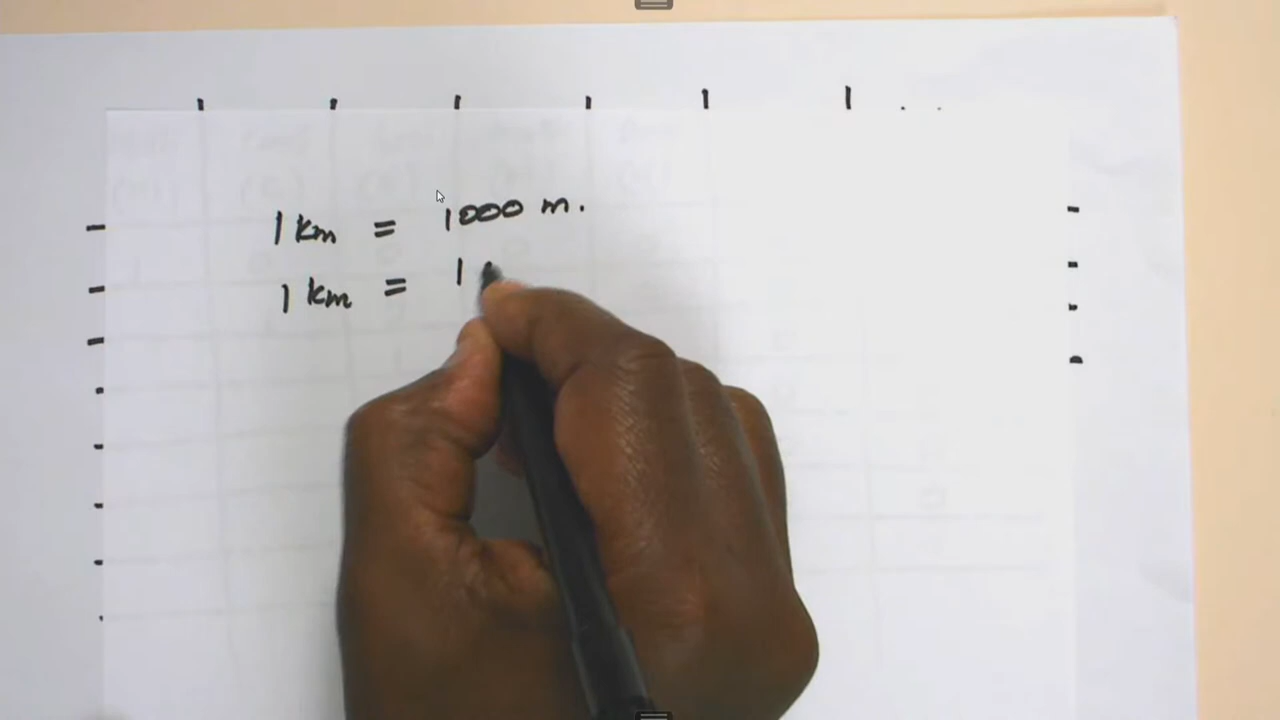 1 km = 1000 m.
1 km = 1